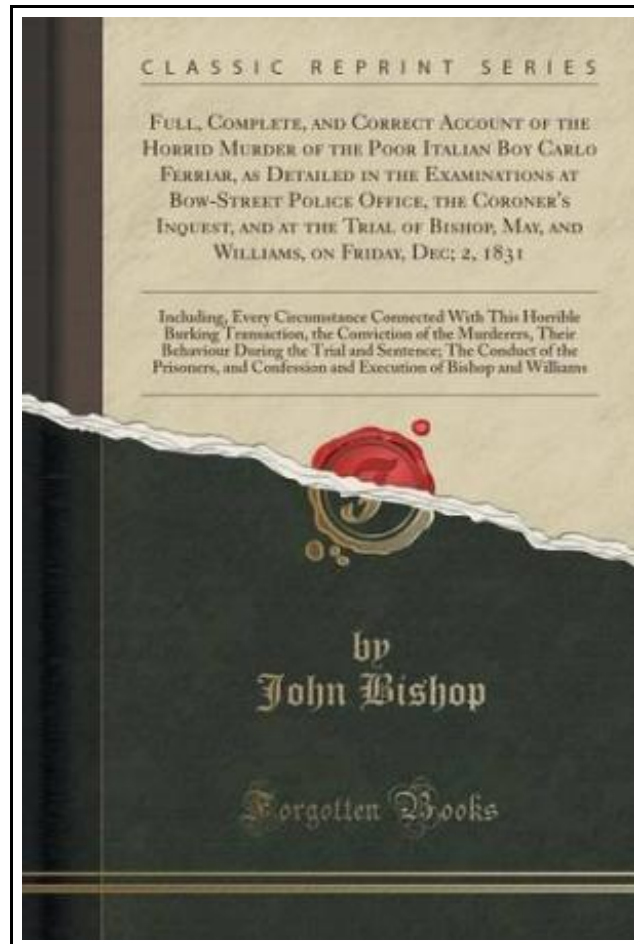 CLASSIC REPRINT SERIES
FULL, COMPLETE, AND CORRECT ACCOUNT OF THE
HORRID MURDER OF THE POOR ITALIAN BOY CARLO
FERRIAR, AS DETAILED IN THE EXAMINATIONS AT
BOW-STREET POLICE OFFICE, THE CORONER'S
INQUEST, AND AT THE TRIAL OF BISHOP, MAY, AND
WILLIAMS, ON FRIDAY, DEC; 2, 1831
Including, Every Circumstance Connected With This Horrible
Burking Transaction, the Conviction of the Murderers, Their
Behaviour During the Trial and Sentence; The Conduct of the
Prisoners, and Confession and Execution of Bishop and Williams
by
John Bishop
Forgotten Books